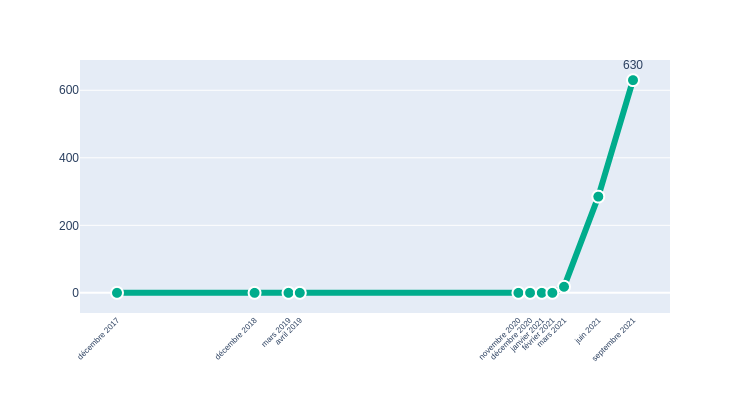 630
600
400
200
0
décembre 2017
décembre 2018
mars 2019
avril 2019
novembre 2020
décembre 2020
janvier 2021
février 2021
mars 2021
juin 2021
septembre 2021